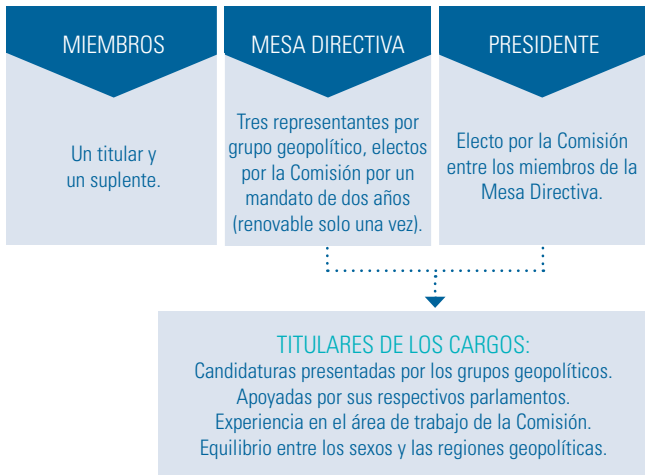 MIEMBROS
Un titular y
un suplente.
MESA DIRECTIVA
Tres representantes por
grupo geopolítico, electos
por la Comisión por un
mandato de dos años
(renovable solo una vez).
PRESIDENTE
Electo por la Comisión
entre los miembros de la
Mesa Directiva.
TITULARES DE LOS CARGOS:
Candidaturas presentadas por los grupos geopolíticos.
Apoyadas por sus respectivos parlamentos.
Experiencia en el área de trabajo de la Comisión.
Equilibrio entre los sexos y las regiones geopolíticas.